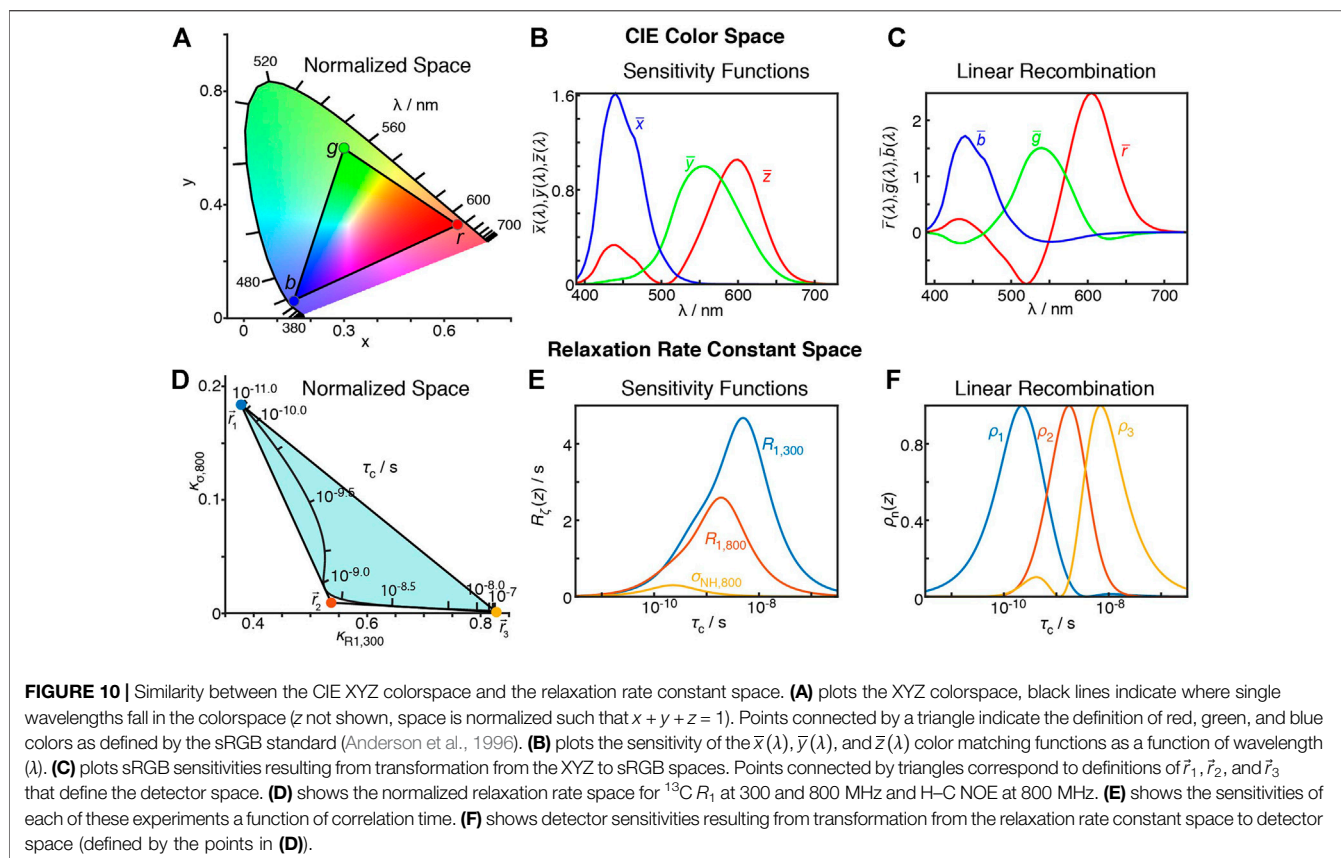 CIE Color Space
A
Normalized Space
520
λ / nm
560
600
700
480
380
g
r
b
0.8
0.4
0
y
0
0.3
0.6
x
B
Sensitivity Functions
1.6
0.8
0
x̄(λ), ȳ(λ), z̄(λ)
x̄
ȳ
z̄
400
500
600
700
λ / nm
C
Linear Recombination
2
1
0
r̄(λ),ḡ(λ),b̄(λ)
b̄
ḡ
r̄
400
500
600
700
λ / nm
Relaxation Rate Constant Space
D
Normalized Space
0.2
0.1
0
κσ,800
10-11.0
10-10.0
τc / s
10-9.5
10-9.0
10-8.5
10-8.0
10-7
r⃗1
r⃗2
r⃗3
0.4
0.6
0.8
κR1,300
E
Sensitivity Functions
4
2
0
Rζ(z) / s
R1,300
R1,800
σNH,800
10-10
10-8
τc / s
F
Linear Recombination
0.8
0.4
0
ρn(z)
ρ1
ρ2
ρ3
10-10
10-8
τc / s
FIGURE 10 | Similarity between the CIE XYZ colorspace and the relaxation rate constant space. (A) plots the XYZ colorspace, black lines indicate where single
wavelengths fall in the colorspace (z not shown, space is normalized such that x + y + z = 1). Points connected by a triangle indicate the definition of red, green, and blue
colors as defined by the sRGB standard (Anderson et al., 1996). (B) plots the sensitivity of the x̄(λ), ȳ(λ), and z̄(λ) color matching functions as a function of wavelength
(λ). (C) plots sRGB sensitivities resulting from transformation from the XYZ to sRGB spaces. Points connected by triangles correspond to definitions of r⃗1, r⃗2, and r⃗3
that define the detector space. (D) shows the normalized relaxation rate space for 13C R1 at 300 and 800 MHz and H–C NOE at 800 MHz. (E) shows the sensitivities of
each of these experiments a function of correlation time. (F) shows detector sensitivities resulting from transformation from the relaxation rate constant space to detector
space (defined by the points in (D)).